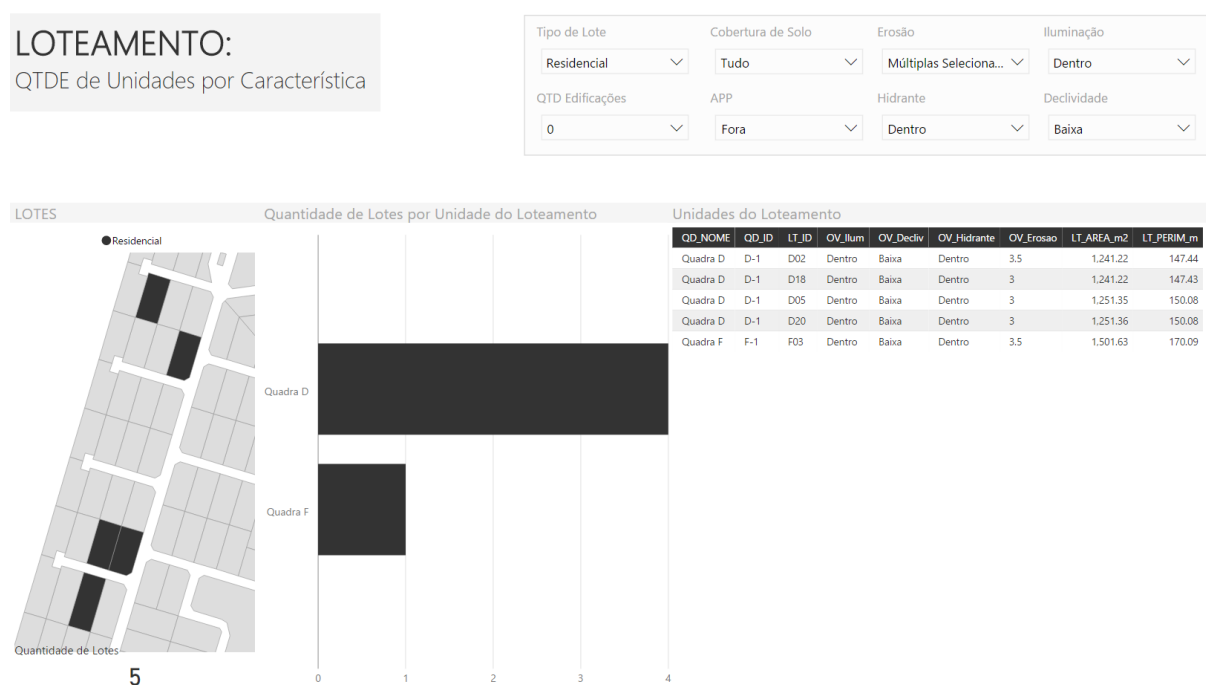 LOTEAMENTO:
QTDE de Unidades por Característica
Tipo de Lote Cobertura de Solo Erosão Iluminação
Residencial Tudo Múltiplas Seleciona... Dentro
QTD Edificações APP Hidrante Declividade
0 Fora Dentro Baixa
LOTES
Residencial
Quantidade de Lotes
5
Quantidade de Lotes por Unidade do Loteamento
Quadra D
Quadra F
0 1 2 3 4
Unidades do Loteamento
QD_NOME QD_ID LT_ID OV_Ilum OV_Decliv OV_Hidrante OV_Erosao LT_AREA_m2 LT_PERIM_m
Quadra D D-1 D02 Dentro Baixa Dentro 3.5 1,241.22 147.44
Quadra D D-1 D18 Dentro Baixa Dentro 3 1,241.22 147.43
Quadra D D-1 D05 Dentro Baixa Dentro 3 1,251.35 150.08
Quadra D D-1 D20 Dentro Baixa Dentro 3 1,251.36 150.08
Quadra F F-1 F03 Dentro Baixa Dentro 3.5 1,501.63 170.09